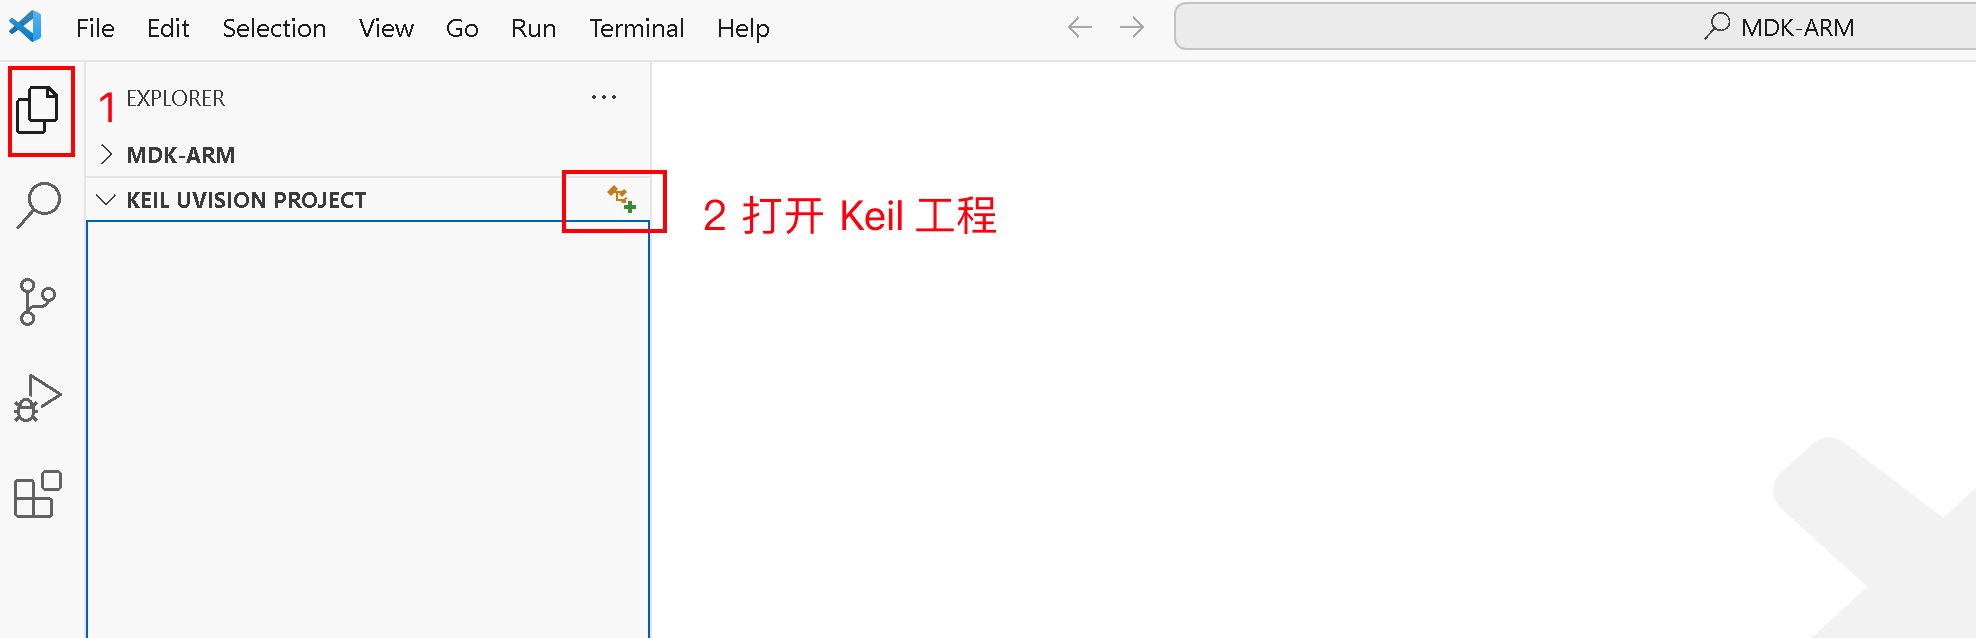 File Edit Selection View Go Run Terminal Help MDK-ARM
1 EXPLORER ...
MDK-ARM
KEIL UVISION PROJECT
2 打开 Keil 工程